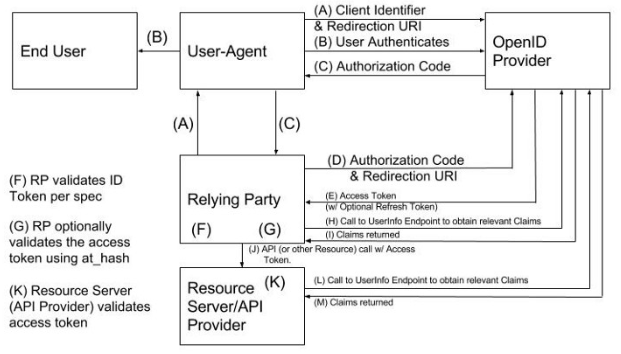 (A) Client Identifier
& Redirection URI
End User
(B)
User-Agent
(B) User Authenticates
OpenID
Provider
(C) Authorization Code
(A)
(C)
(D) Authorization Code
& Redirection URI
(F) RP validates ID
Token per spec
Relying Party
(E) Access Token
(w/ Optional Refresh Token)
(G) RP optionally
validates the access
token using at_hash
(F)
(G)
(H) Call to UserInfo Endpoint to obtain relevant Claims
(I) Claims returned
(J) API (or other Resource) call w/ Access
Token.
(K) Resource Server
(API Provider) validates
access token
Resource (K)
Server/API
Provider
(L) Call to UserInfo Endpoint to obtain relevant Claims
(M) Claims returned